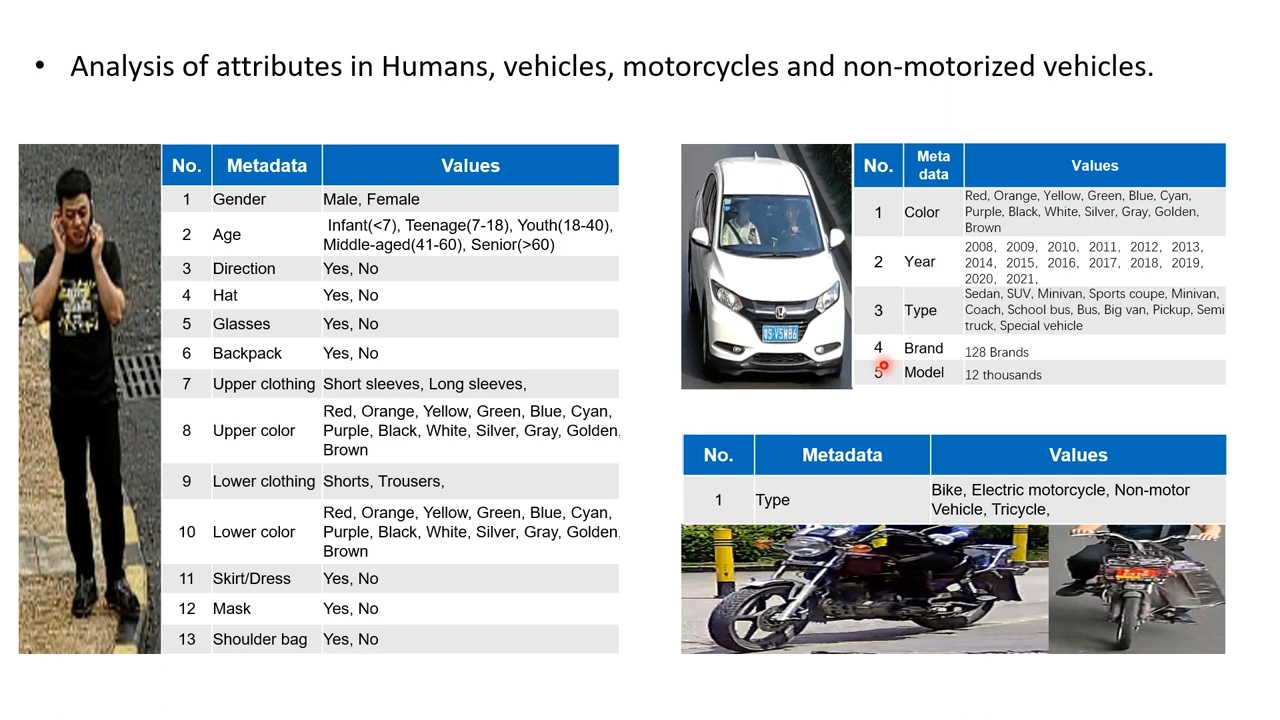 • Analysis of attributes in Humans, vehicles, motorcycles and non-motorized vehicles.
No. Metadata Values
1 Gender Male, Female
2 Age Infant(<7), Teenage(7-18), Youth(18-40),
Middle-aged(41-60), Senior(>60)
3 Direction Yes, No
4 Hat Yes, No
5 Glasses Yes, No
6 Backpack Yes, No
7 Upper clothing Short sleeves, Long sleeves,
8 Upper color Red, Orange, Yellow, Green, Blue, Cyan,
Purple, Black, White, Silver, Gray, Golden,
Brown
9 Lower clothing Shorts, Trousers,
10 Lower color Red, Orange, Yellow, Green, Blue, Cyan,
Purple, Black, White, Silver, Gray, Golden,
Brown
11 Skirt/Dress Yes, No
12 Mask Yes, No
13 Shoulder bag Yes, No
No. Meta
data Values
1 Color Red, Orange, Yellow, Green, Blue, Cyan,
Purple, Black, White, Silver, Gray, Golden,
Brown
2 Year 2008, 2009, 2010, 2011, 2012, 2013,
2014, 2015, 2016, 2017, 2018, 2019,
2020, 2021,
3 Type Sedan, SUV, Minivan, Sports coupe, Minivan,
Coach, School bus, Bus, Big van, Pickup, Semi
truck, Special vehicle
4 Brand 128 Brands
5 Model 12 thousands
No. Metadata Values
1 Type Bike, Electric motorcycle, Non-motor
Vehicle, Tricycle,